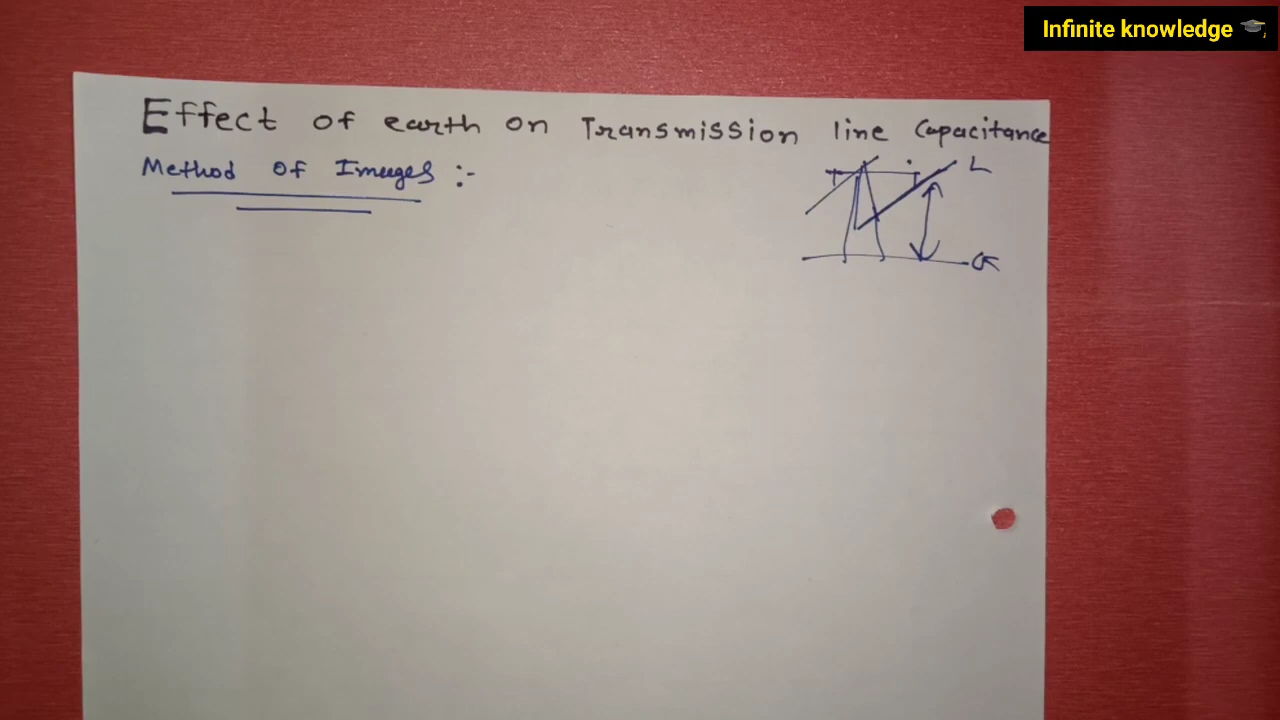 Infinite knowledge 🎓
Effect of earth on Transmission line Capacitance
Method of Images :-
L